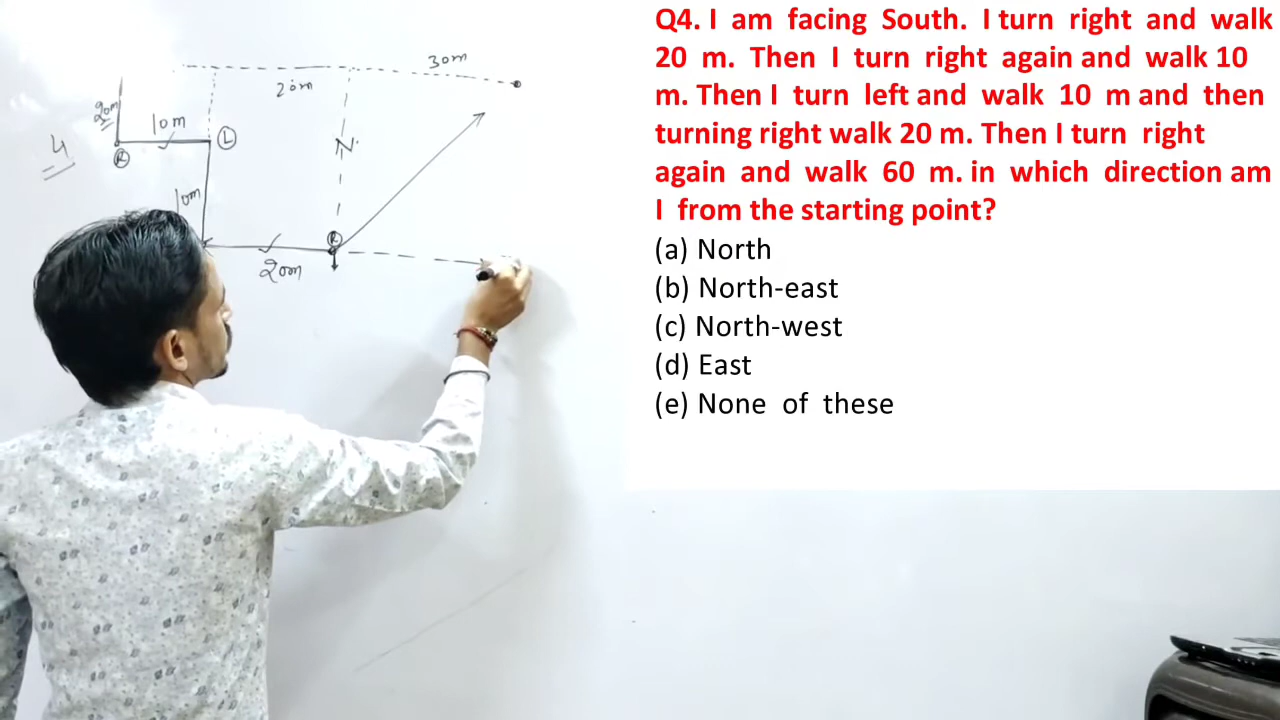 30m
20m
20m
10m
L
R
4
N
10m
R
20m
Q4. I am facing South. I turn right and walk
20 m. Then I turn right again and walk 10
m. Then I turn left and walk 10 m and then
turning right walk 20 m. Then I turn right
again and walk 60 m. in which direction am
I from the starting point?
(a) North
(b) North-east
(c) North-west
(d) East
(e) None of these